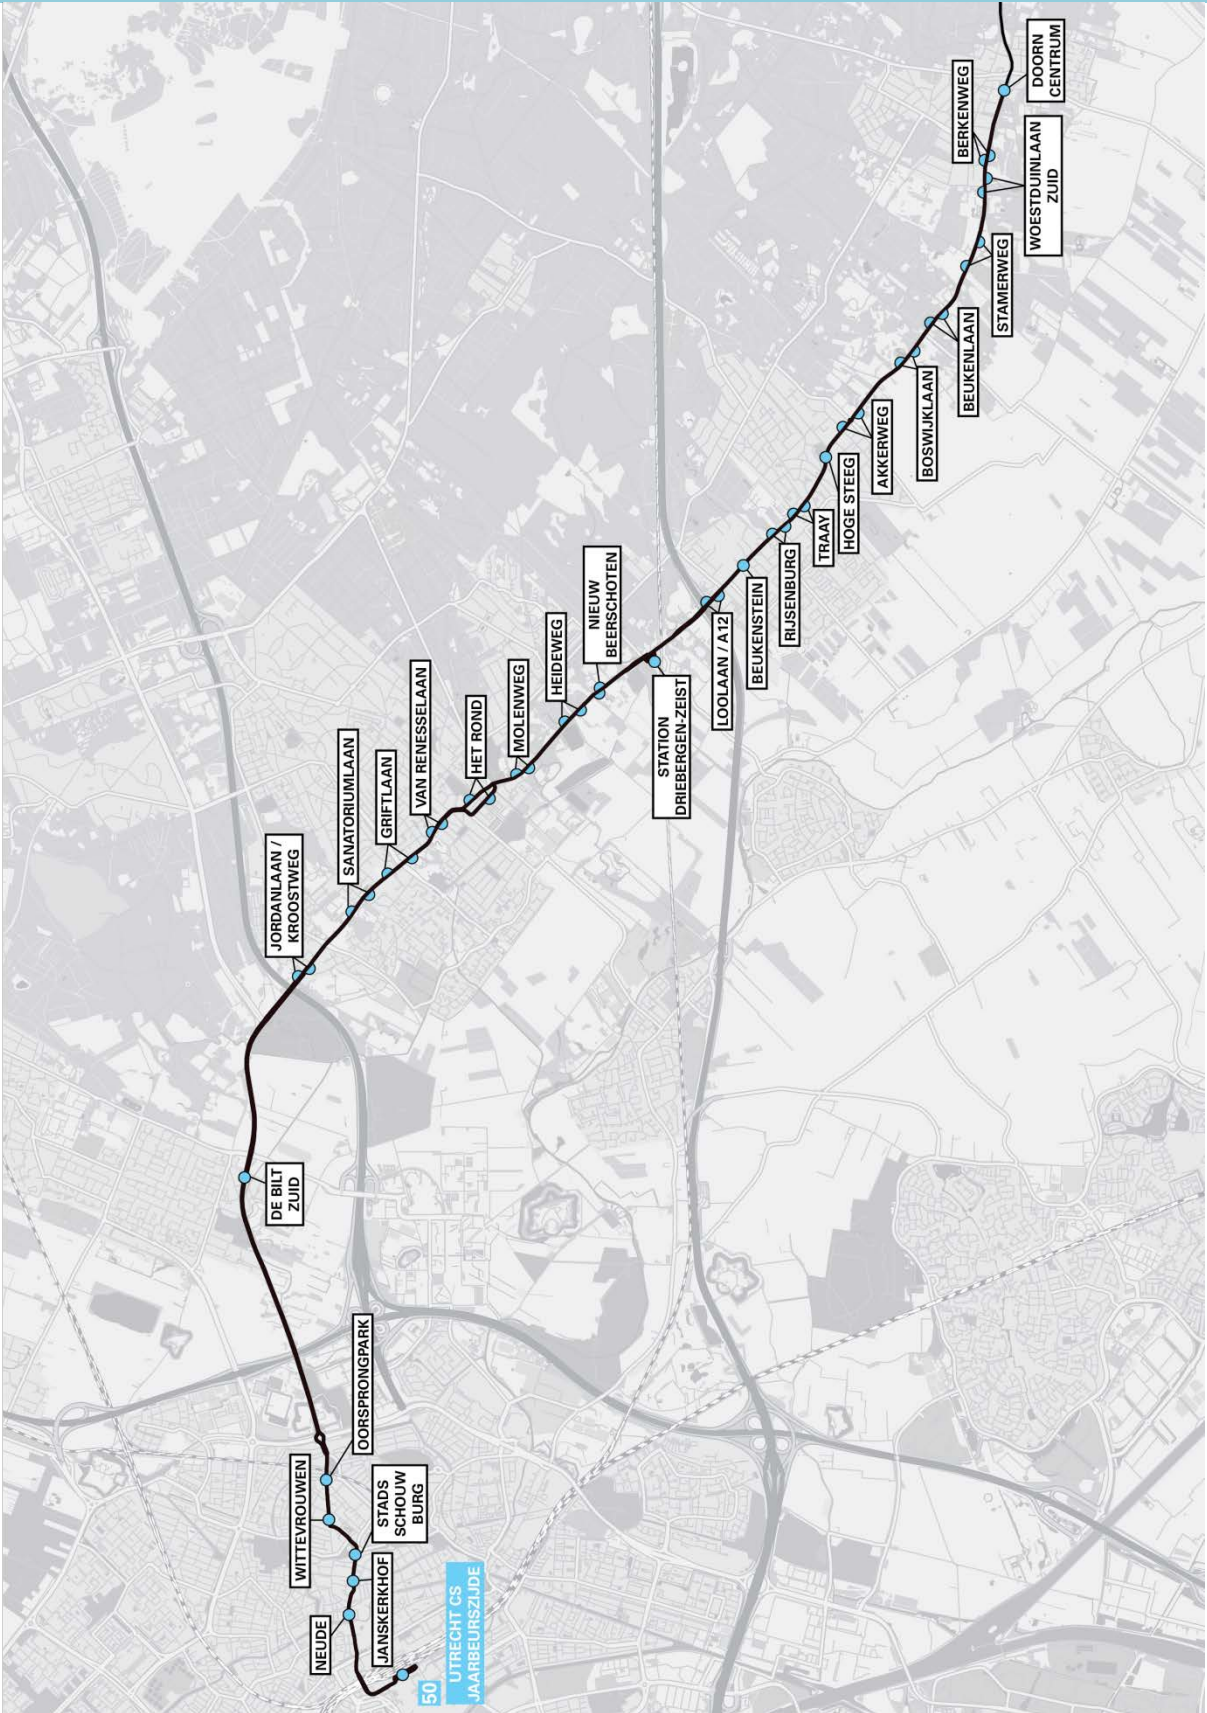 50
UTRECHT CS
JAARBEURSZIJDE
NEUDE
JANSKERKHOF
STADS
SCHOUW
BURG
WITTEVROUWEN
OORSPRONGPARK
DE BILT
ZUID
JORDANLAAN /
KROOSTWEG
SANATORIUMLAAN
GRIFTLAAN
VAN RENESSELAAN
HET ROND
MOLENWEG
HEIDEWEG
NIEUW
BEERSCHOTEN
STATION
DRIEBERGEN-ZEIST
LOOLAAN / A12
BEUKENSTEIN
RIJSENBURG
TRAAY
HOGE STEEG
AKKERWEG
BOSWIJKLAAN
BEUKENLAAN
STAMERWEG
WOESTDUINLAAN
ZUID
BERKENWEG
DOORN
CENTRUM